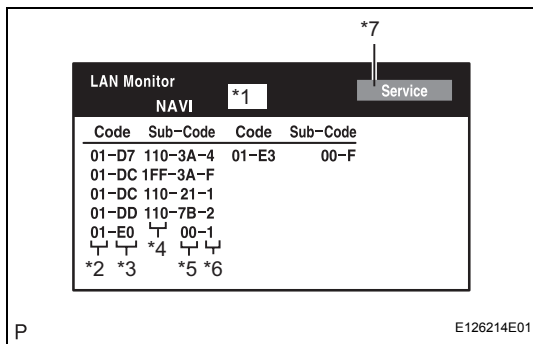 *7
LAN Monitor
NAVI *1 Service
Code Sub-Code Code Sub-Code
01-D7 110-3A-4 01-E3 00-F
01-DC 1FF-3A-F
01-DC 110-21-1
01-DD 110-7B-2
01-E0 00-1
*4
*2 *3 *5 *6
P E126214E01